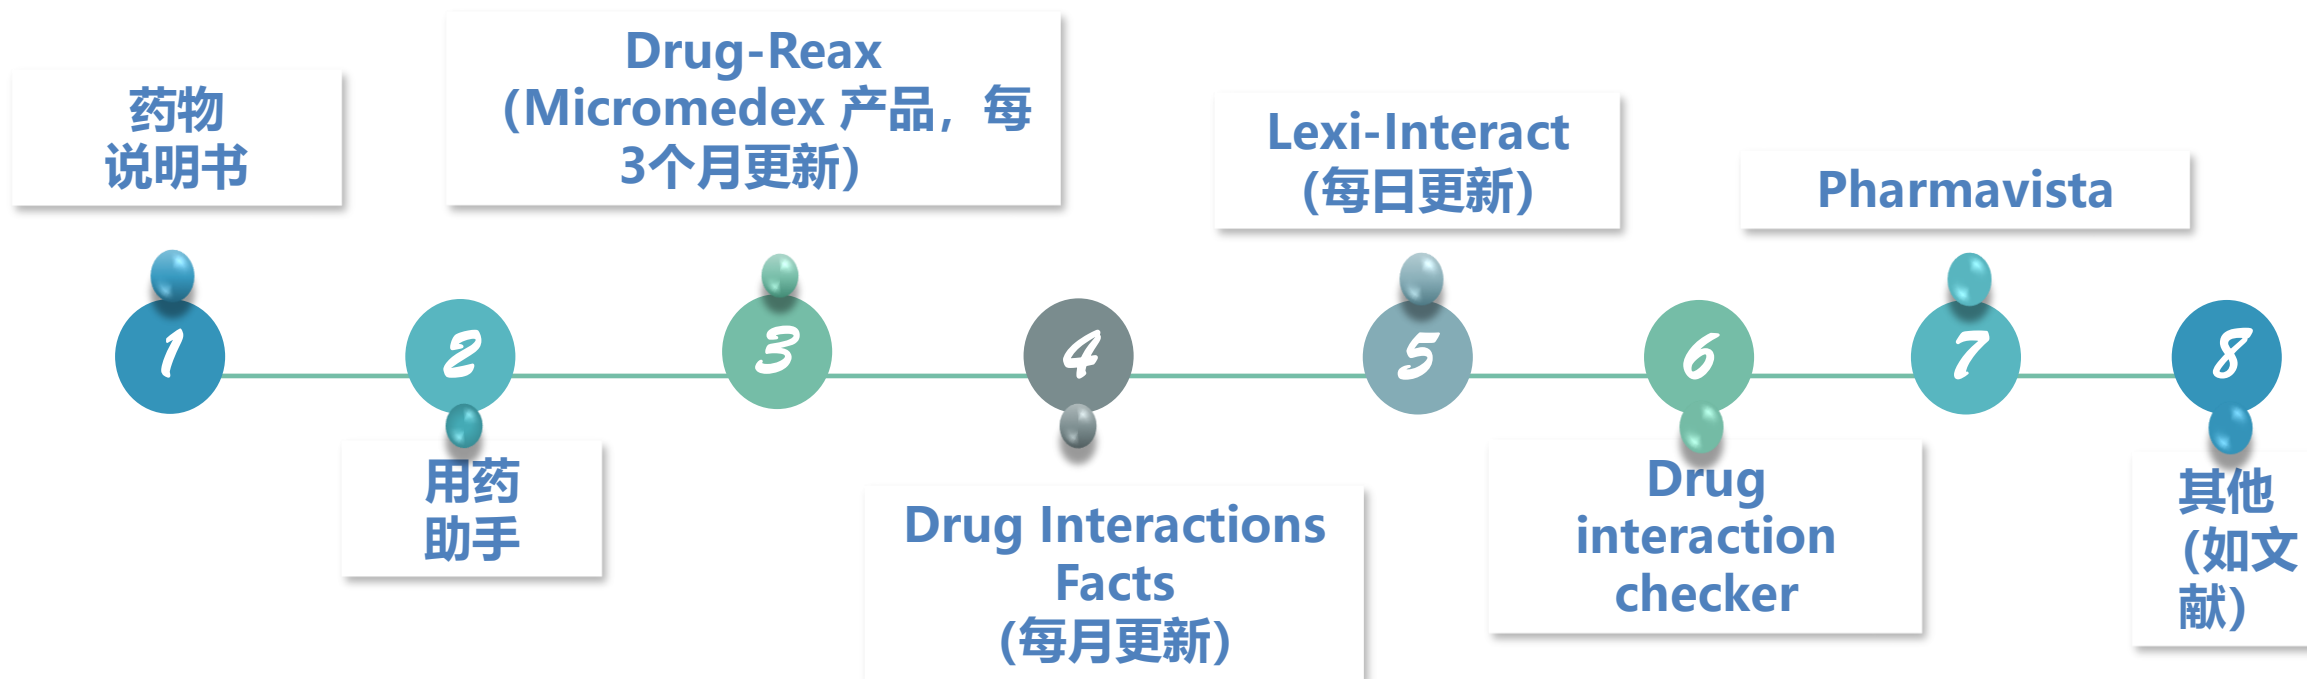 药物
说明书
1
用药
助手
2
Drug-Reax
(Micromedex 产品，每
3个月更新)
3
Drug Interactions
Facts
(每月更新)
4
Lexi-Interact
(每日更新)
5
Drug
interaction
checker
6
Pharmavista
7
其他
(如文
献)
8